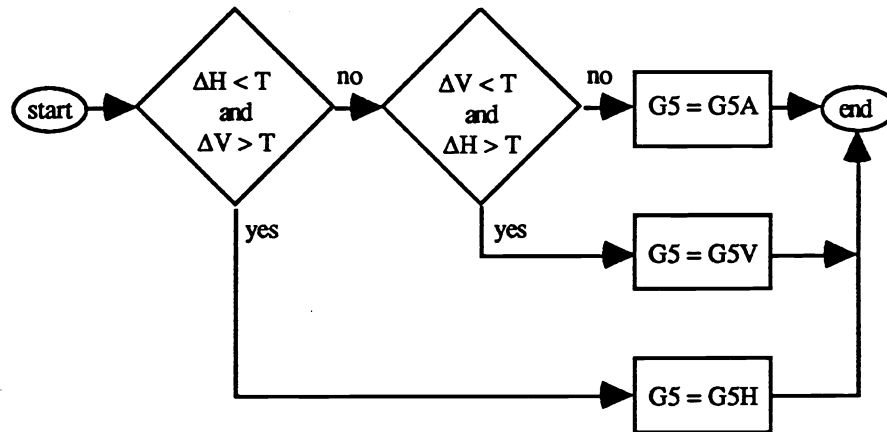 start
ΔH < T
and
ΔV > T
no
ΔV < T
and
ΔH > T
no
G5 = G5A
end
yes
yes
G5 = G5V
G5 = G5H